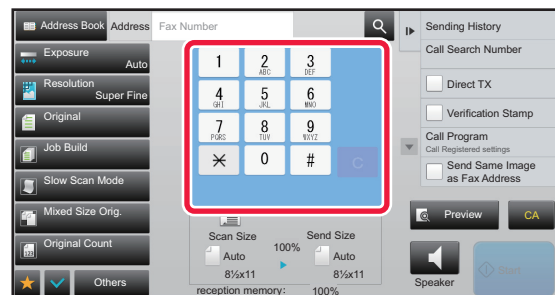 Address Book Address Fax Number
Exposure
Auto
Resolution
Super Fine
Original
Job Build
Slow Scan Mode
Mixed Size Orig.
Original Count
Others
1 2 3
ABC DEF
4 5 6
GHI JKL MNO
7 8 9
PQRS TUV WXYZ
0 # C
Scan Size 100% Send Size
Auto Auto
8½x11 8½x11
reception memory: 100%
Sending History
Call Search Number
Direct TX
Verification Stamp
Call Program
Call Registered settings
Send Same Image
as Fax Address
Preview CA
Speaker Start